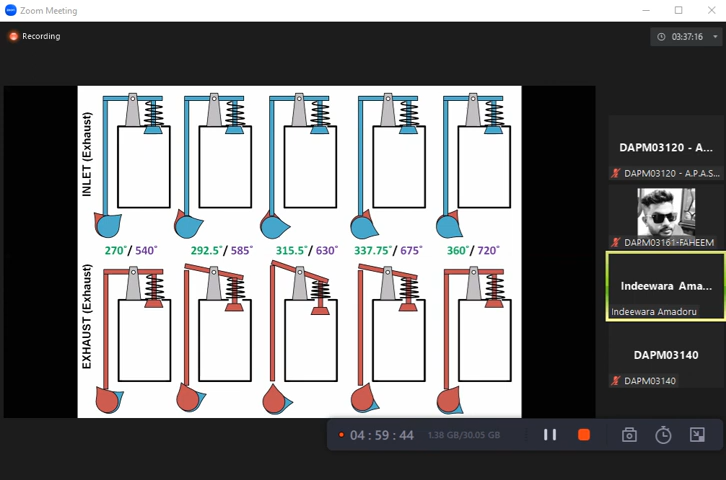 Zoom Meeting
Recording
03:37:16
INLET (Exhaust)
270°/ 540° 292.5°/ 585° 315.5°/ 630° 337.75°/ 675° 360°/ 720°
EXHAUST (Exhaust)
DAPM03120 - A...
DAPM03120 - A.P.A.S...
DARM03161-FAHEEM
Indeewara Ama...
Indeewara Amadoru
DAPM03140
DAPM03140
04:59:44 1.38 GB/30.05 GB